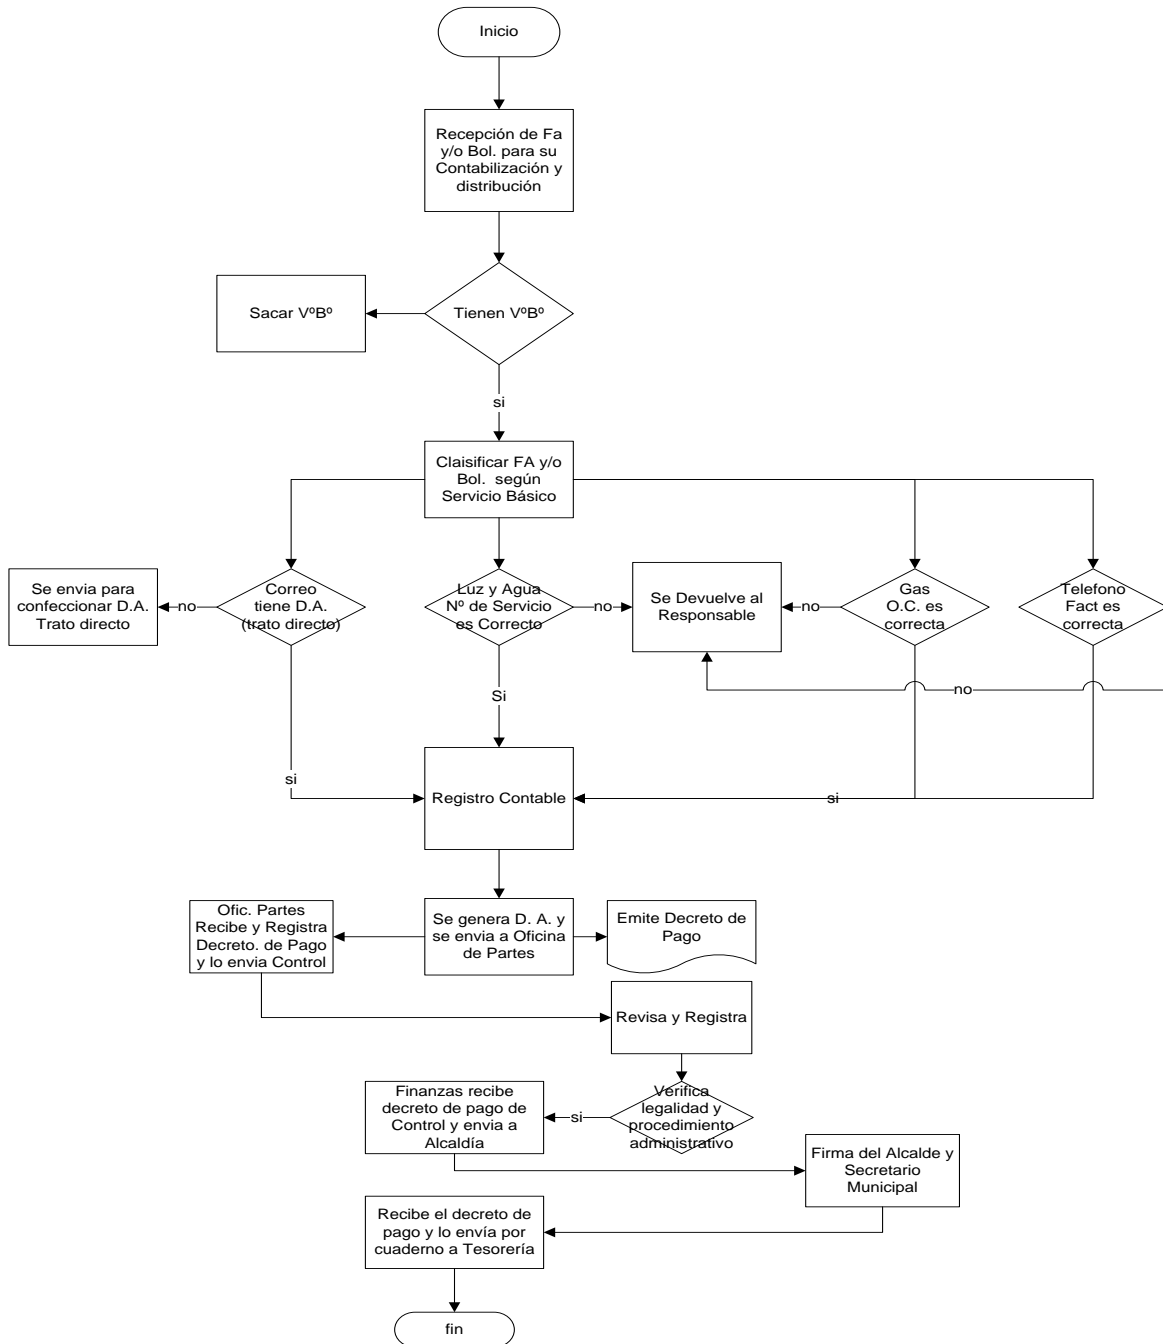 Inicio
Recepción de Fa
y/o Bol. para su
Contabilización y
distribución
Sacar VºBº
Tienen VºBº
si
Claisificar FA y/o
Bol. según
Servicio Básico
Se envia para
confeccionar D.A.
Trato directo
no
Correo
tiene D.A.
(trato directo)
Luz y Agua
Nº de Servicio
es Correcto
no
Se Devuelve al
Responsable
no
Gas
O.C. es
correcta
Telefono
Fact es
correcta
Si
no
si
Registro Contable
si
Ofic. Partes
Recibe y Registra
Decreto. de Pago
y lo envia Control
Se genera D. A. y
se envia a Oficina
de Partes
Emite Decreto de
Pago
Revisa y Registra
Finanzas recibe
decreto de pago de
Control y envia a
Alcaldía
si
Verifica
legalidad y
procedimiento
administrativo
Firma del Alcalde y
Secretario
Municipal
Recibe el decreto de
pago y lo envía por
cuaderno a Tesorería
fin